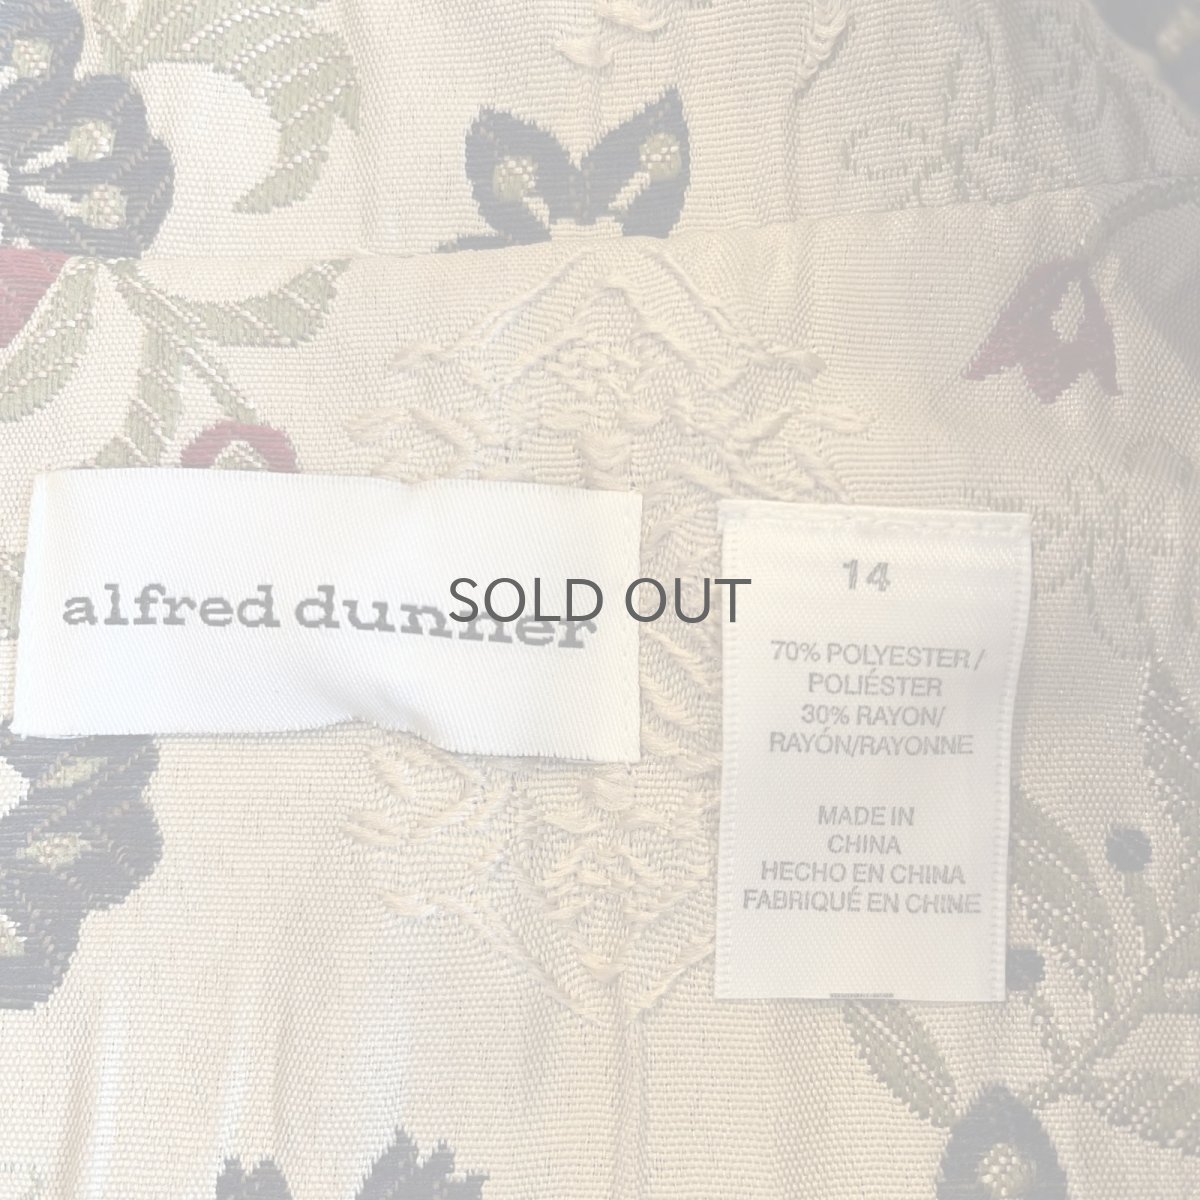 alfred dunner
SOLD OUT
14
70% POLYESTER /
POLIÉSTER
30% RAYON/
RAYÓN/RAYONNE
MADE IN
CHINA
HECHO EN CHINA
FABRIQUÉ EN CHINE